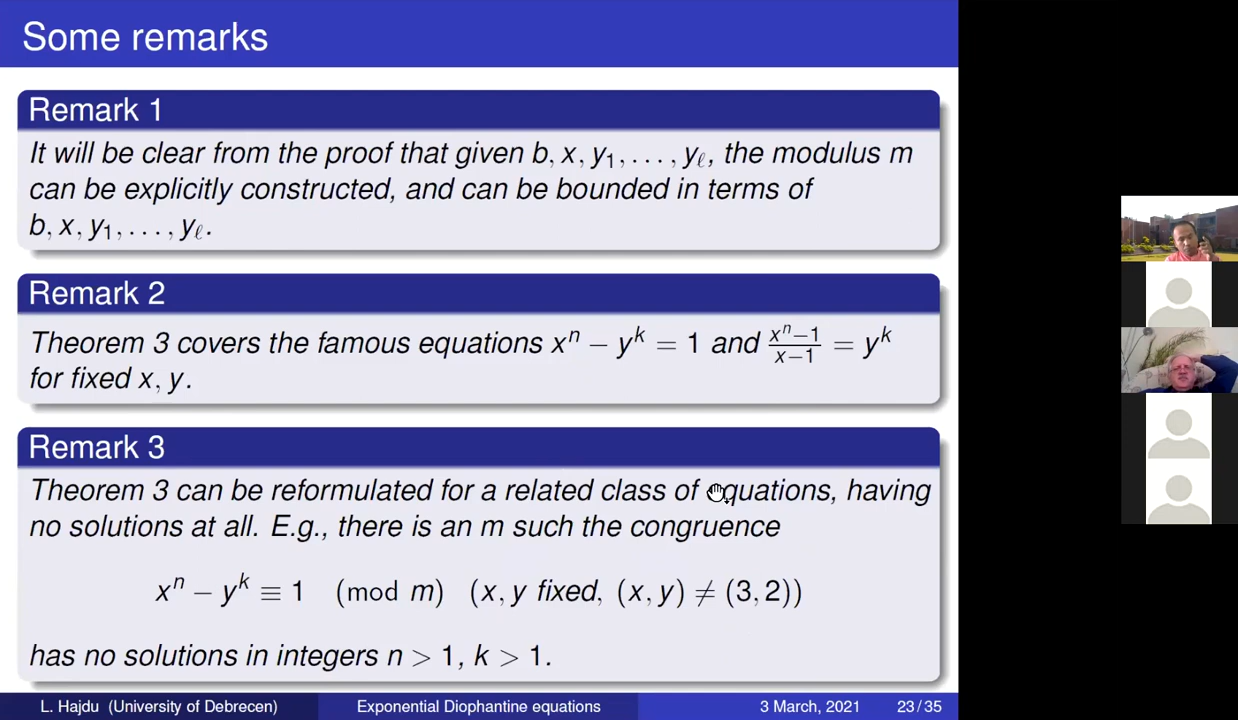 Some remarks
Remark 1
It will be clear from the proof that given b, x, y₁, . . . , yℓ, the modulus m
can be explicitly constructed, and can be bounded in terms of
b, x, y₁, . . . , yℓ.
Remark 2
Theorem 3 covers the famous equations xⁿ − yᵏ = 1 and (xⁿ−1)/(x−1) = yᵏ
for fixed x, y.
Remark 3
Theorem 3 can be reformulated for a related class of equations, having
no solutions at all. E.g., there is an m such the congruence
xⁿ − yᵏ ≡ 1 (mod m) (x, y fixed, (x, y) ≠ (3, 2))
has no solutions in integers n > 1, k > 1.
L. Hajdu (University of Debrecen) Exponential Diophantine equations 3 March, 2021 23/35